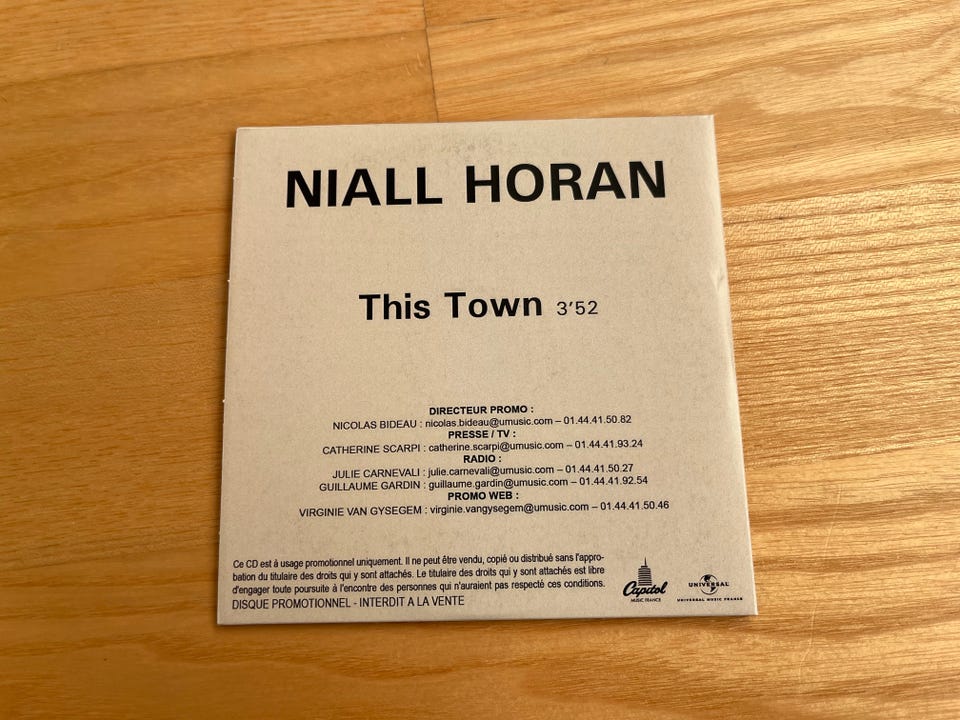 NIALL HORAN
This Town 3'52
DIRECTEUR PROMO :
NICOLAS BIDEAU : nicolas.bideau@umusic.com – 01.44.41.50.82
PRESSE / TV :
CATHERINE SCARPI : catherine.scarpi@umusic.com – 01.44.41.93.24
RADIO :
JULIE CARNEVALI : julie.carnevali@umusic.com – 01.44.41.50.27
GUILLAUME GARDIN : guillaume.gardin@umusic.com – 01.44.41.92.54
PROMO WEB :
VIRGINIE VAN GYSEGEM : virginie.vangysegem@umusic.com – 01.44.41.50.46
Ce CD est à usage promotionnel uniquement. Il ne peut être vendu, copié ou distribué sans l'appro-
bation du titulaire des droits qui y sont attachés. Le titulaire des droits qui y sont attachés est libre
d'engager toute poursuite à l'encontre des personnes qui n'auraient pas respecté ces conditions.
DISQUE PROMOTIONNEL - INTERDIT A LA VENTE
Capitol
MUSIC FRANCE
UNIVERSAL
UNIVERSAL MUSIC FRANCE